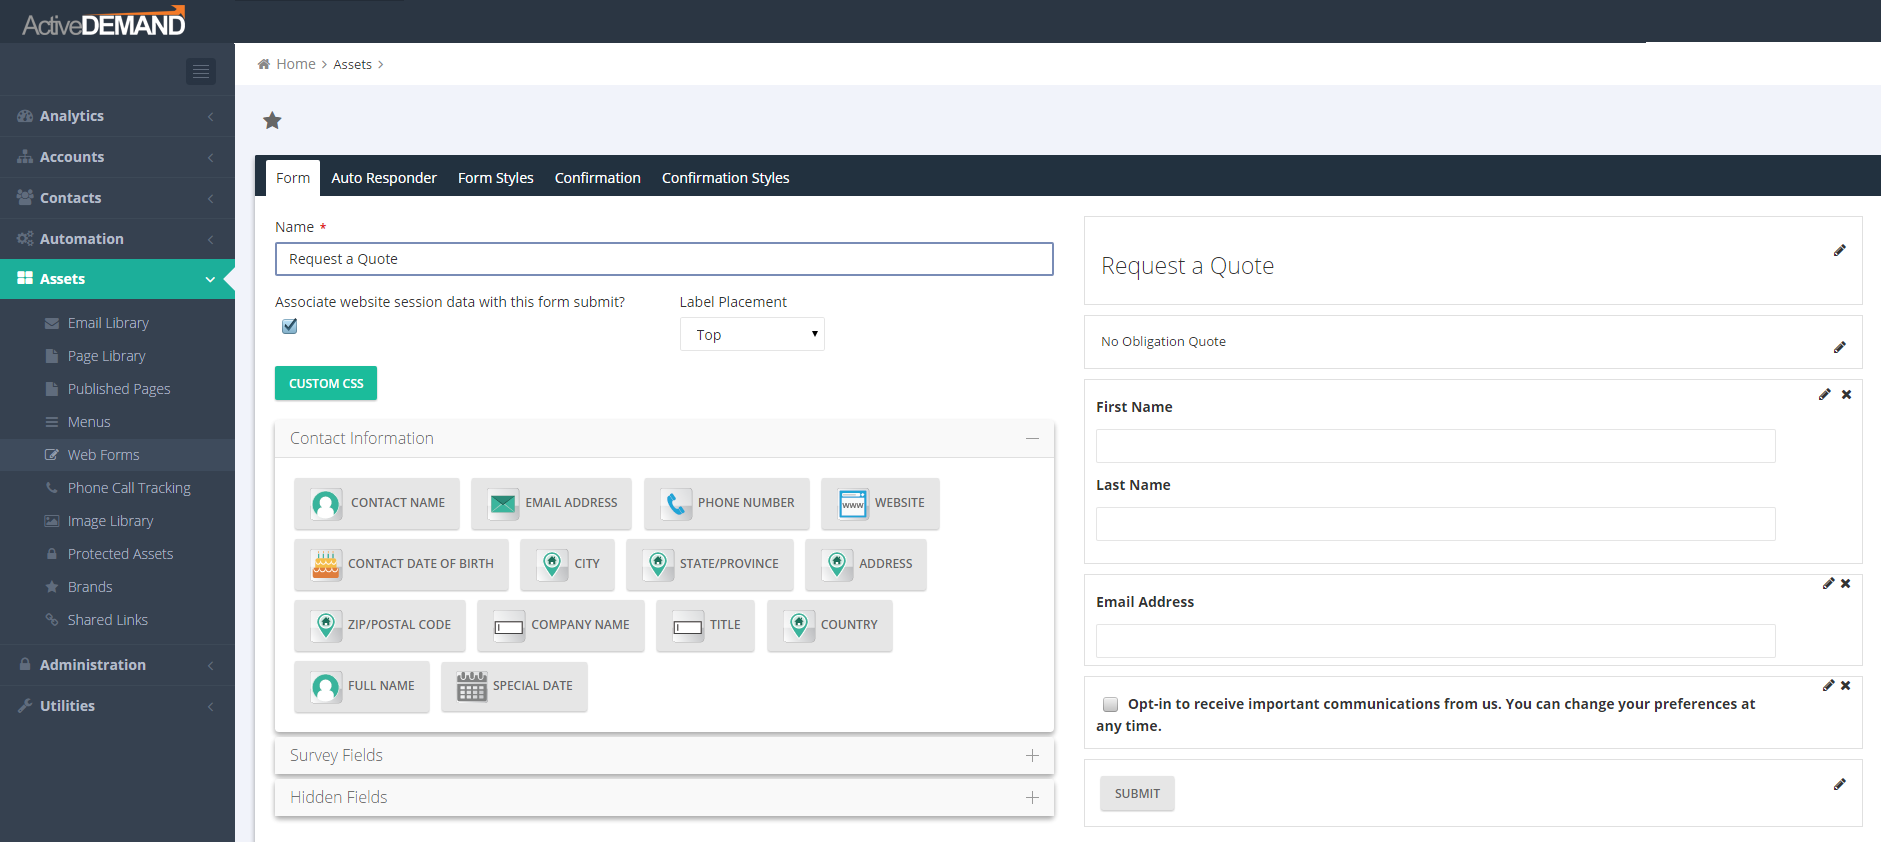 ActiveDEMAND
Home > Assets >
Analytics
Accounts
Contacts
Automation
Assets
Email Library
Page Library
Published Pages
Menus
Web Forms
Phone Call Tracking
Image Library
Protected Assets
Brands
Shared Links
Administration
Utilities
Form Auto Responder Form Styles Confirmation Confirmation Styles
Name *
Request a Quote
Associate website session data with this form submit? Label Placement
Top
CUSTOM CSS
Contact Information
CONTACT NAME EMAIL ADDRESS PHONE NUMBER WWW WEBSITE
CONTACT DATE OF BIRTH CITY STATE/PROVINCE ADDRESS
ZIP/POSTAL CODE COMPANY NAME TITLE COUNTRY
FULL NAME SPECIAL DATE
Survey Fields
Hidden Fields
Request a Quote
No Obligation Quote
First Name
Last Name
Email Address
Opt-in to receive important communications from us. You can change your preferences at
any time.
SUBMIT